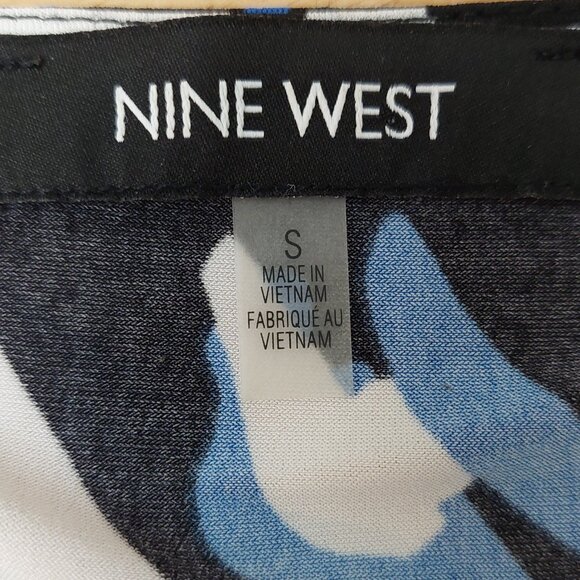 NINE WEST
S
MADE IN
VIETNAM
FABRIQUÉ AU
VIETNAM